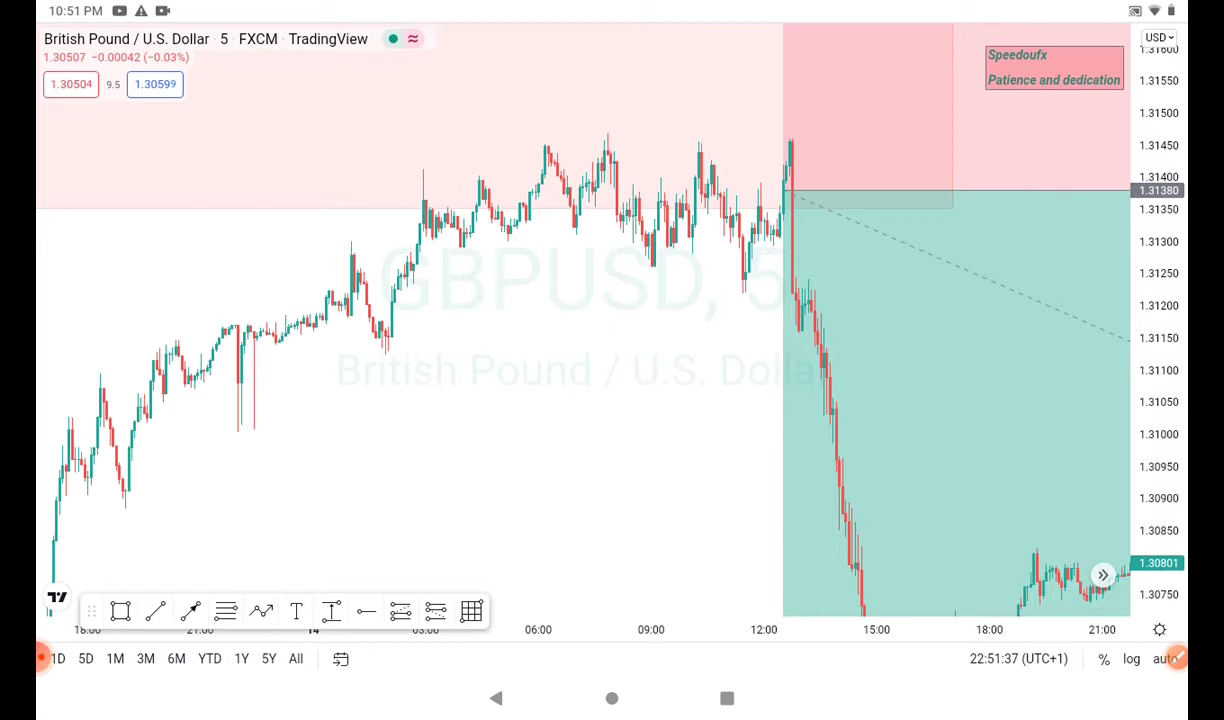 10:51 PM
British Pound / U.S. Dollar · 5 · FXCM · TradingView
USD
1.30507 −0.00042 (−0.03%)
1.30504 9.5 1.30599
Speedoufx
Patience and dedication
1.31600
1.31550
1.31500
1.31450
1.31400
1.31380
1.31350
1.31300
1.31250
1.31200
1.31150
1.31100
1.31050
1.31000
1.30950
1.30900
1.30850
1.30801
1.30750
GBPUSD, 5
British Pound / U.S. Dolla
18:00 21:00 14 03:00 06:00 09:00 12:00 15:00 18:00 21:00
1D 5D 1M 3M 6M YTD 1Y 5Y All 22:51:37 (UTC+1) % log auto